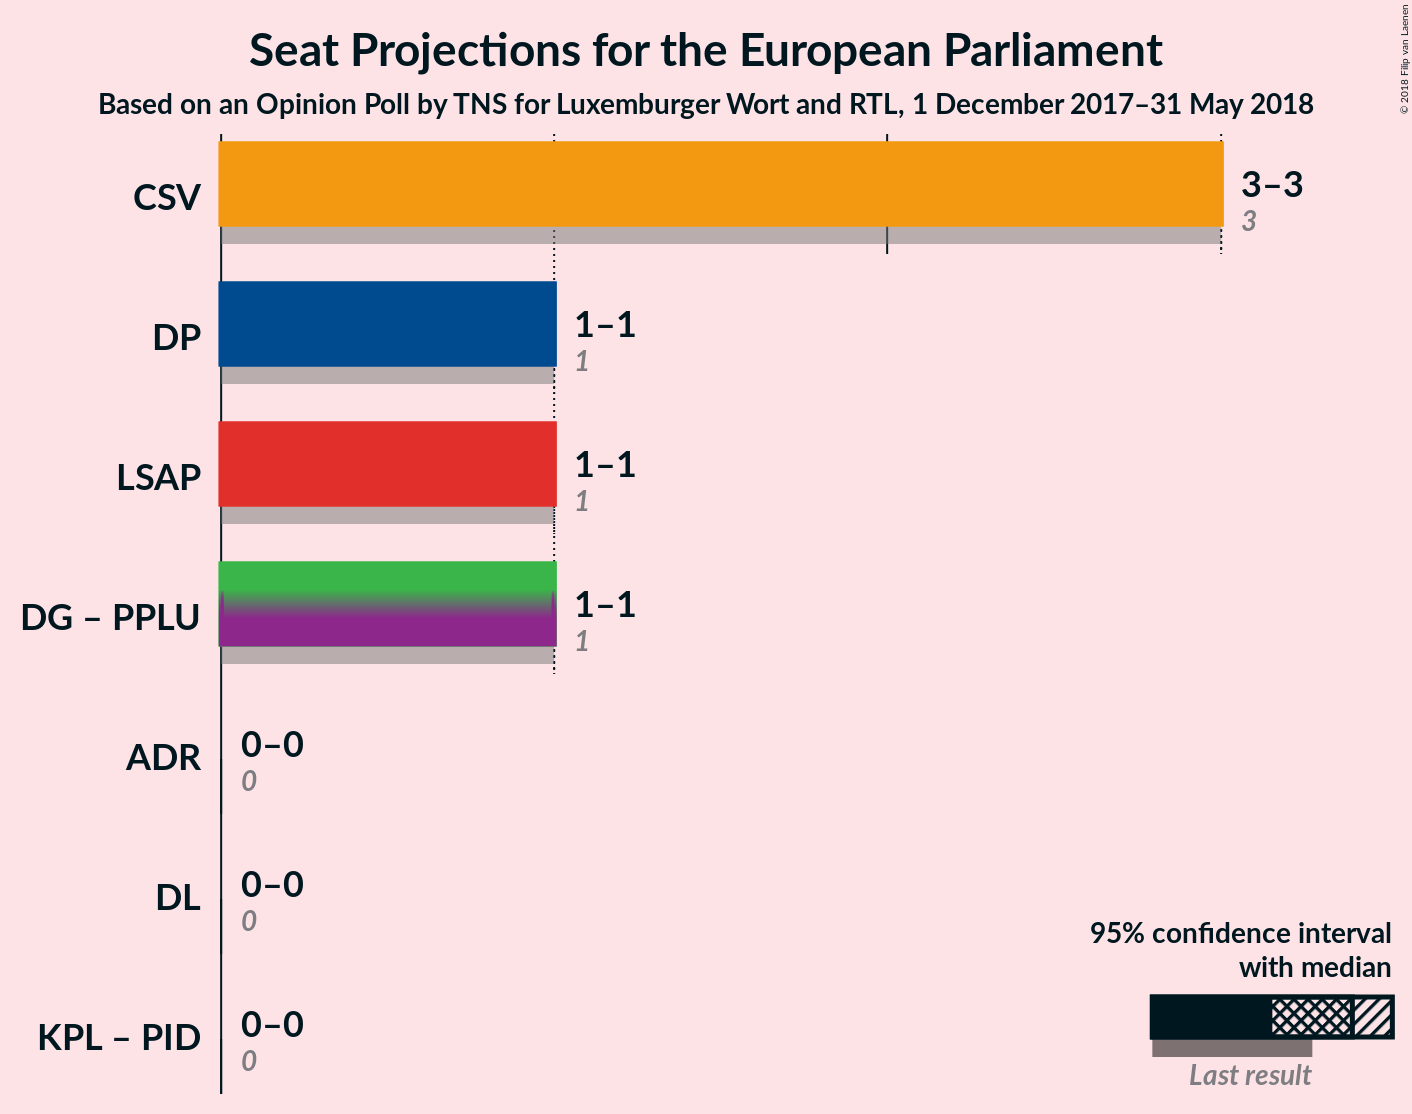 Seat Projections for the European Parliament
Based on an Opinion Poll by TNS for Luxemburger Wort and RTL, 1 December 2017–31 May 2018
© 2018 Filip van Laenen
CSV
3–3
3
DP
1–1
1
LSAP
1–1
1
DG – PPLU
1–1
1
ADR
0–0
0
DL
0–0
0
KPL – PID
0–0
0
95% confidence interval
with median
Last result